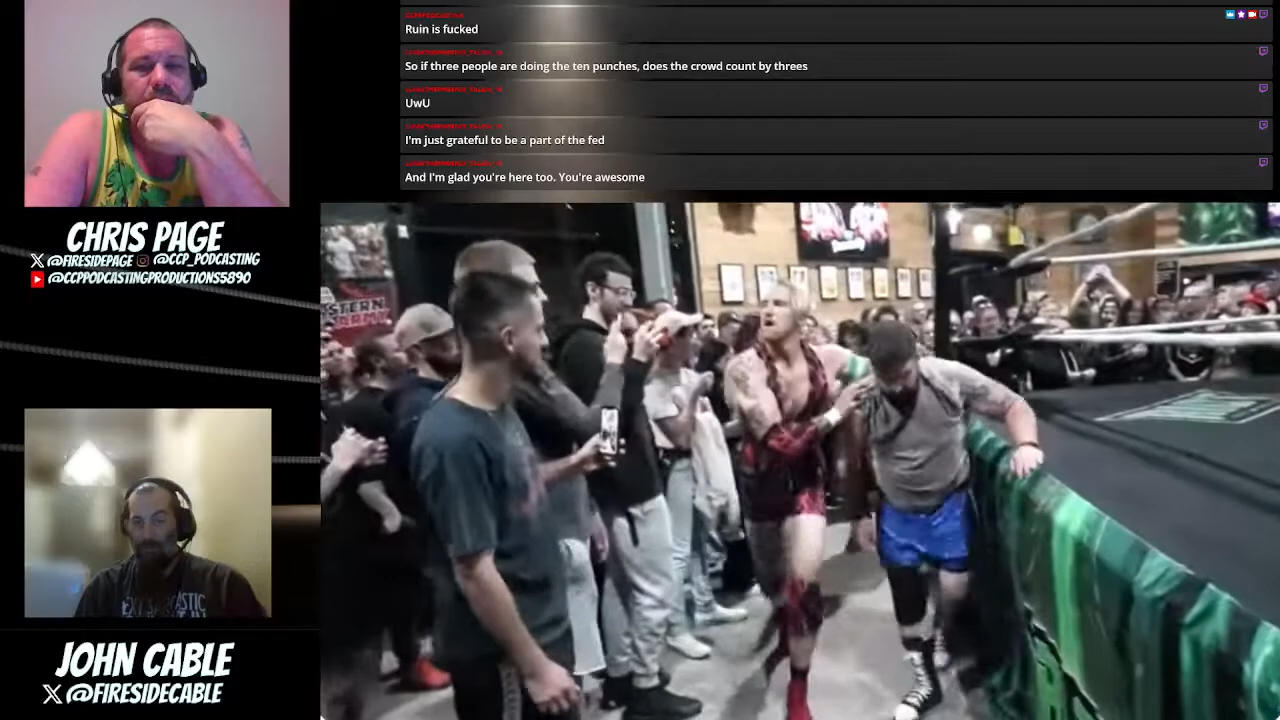 Ruin is fucked
So if three people are doing the ten punches, does the crowd count by threes
UwU
I'm just grateful to be a part of the fed
And I'm glad you're here too. You're awesome
CHRIS PAGE
@FIRESIDEPAGE @CCP_PODCASTING
@CCPPODCASTINGPRODUCTIONS5890
STERN
ARMY
JOHN CABLE
@FIRESIDECABLE